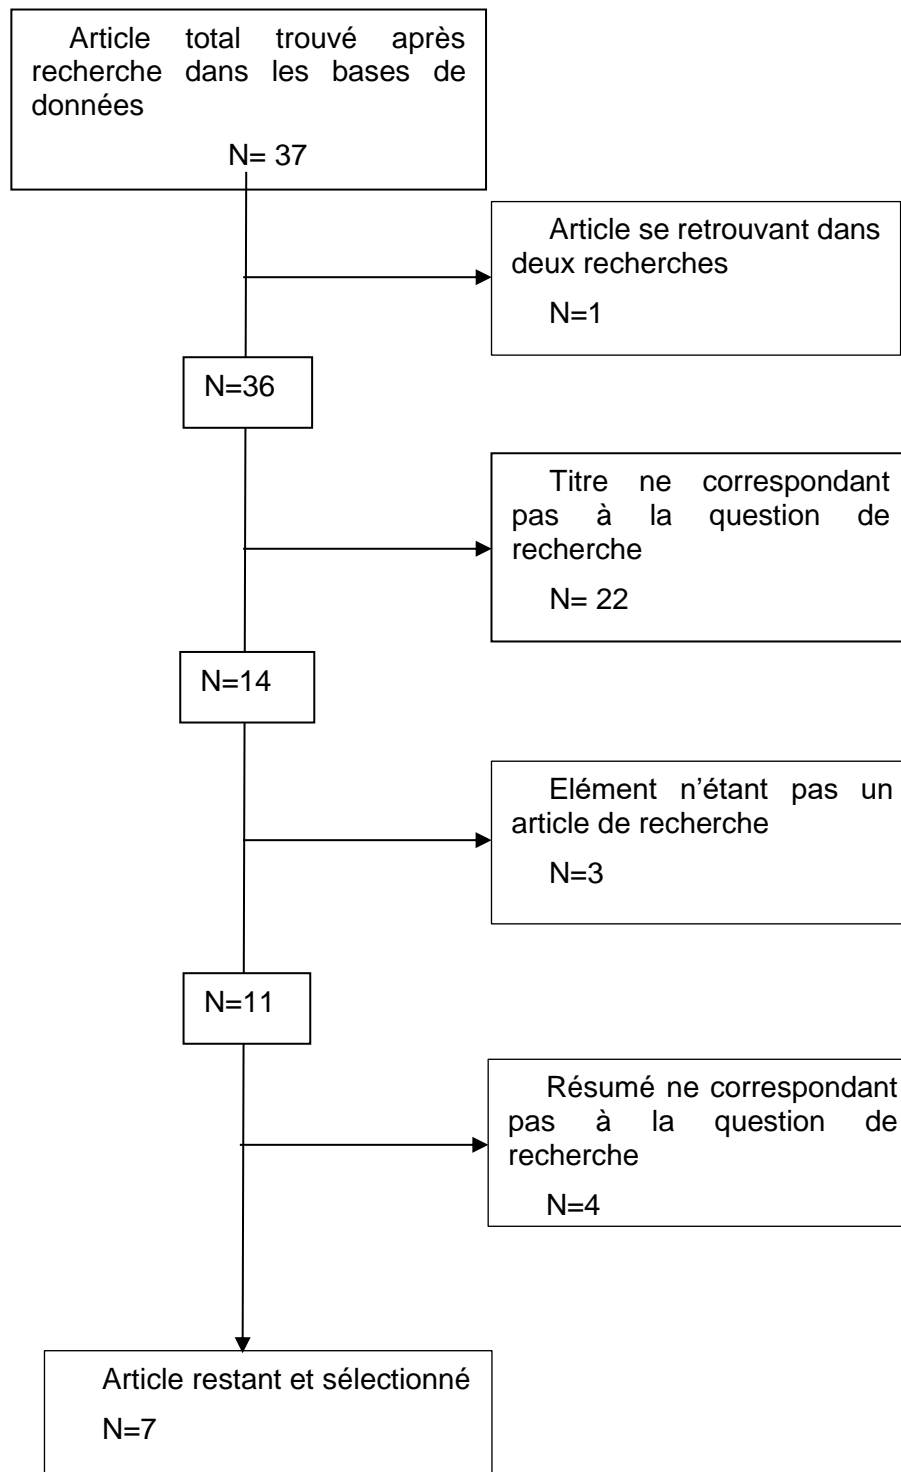 Article total trouvé après
recherche dans les bases de
données
N= 37
Article se retrouvant dans
deux recherches
N=1
N=36
Titre ne correspondant
pas à la question de
recherche
N= 22
N=14
Elément n’étant pas un
article de recherche
N=3
N=11
Résumé ne correspondant
pas à la question de
recherche
N=4
Article restant et sélectionné
N=7